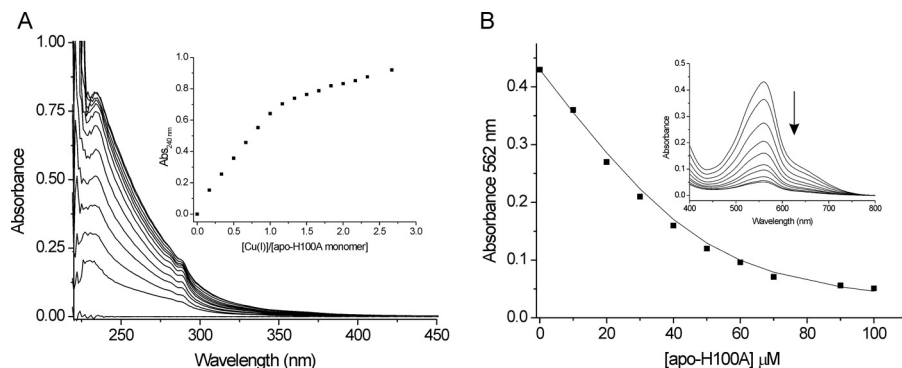 A
1.00
0.75
0.50
0.25
0.00
Absorbance
250
300
350
400
450
Wavelength (nm)
1.0
0.8
0.6
0.4
0.2
0.0
Abs240 nm
0.0 0.5 1.0 1.5 2.0 2.5 3.0
[Cu(I)]/[apo-H100A monomer]
B
0.4
0.3
0.2
0.1
0.0
Absorbance 562 nm
0 20 40 60 80 100
[apo-H100A] μM
0.5
0.4
0.3
0.2
0.1
0.0
Absorbance
400 500 600 700 800
Wavelength (nm)